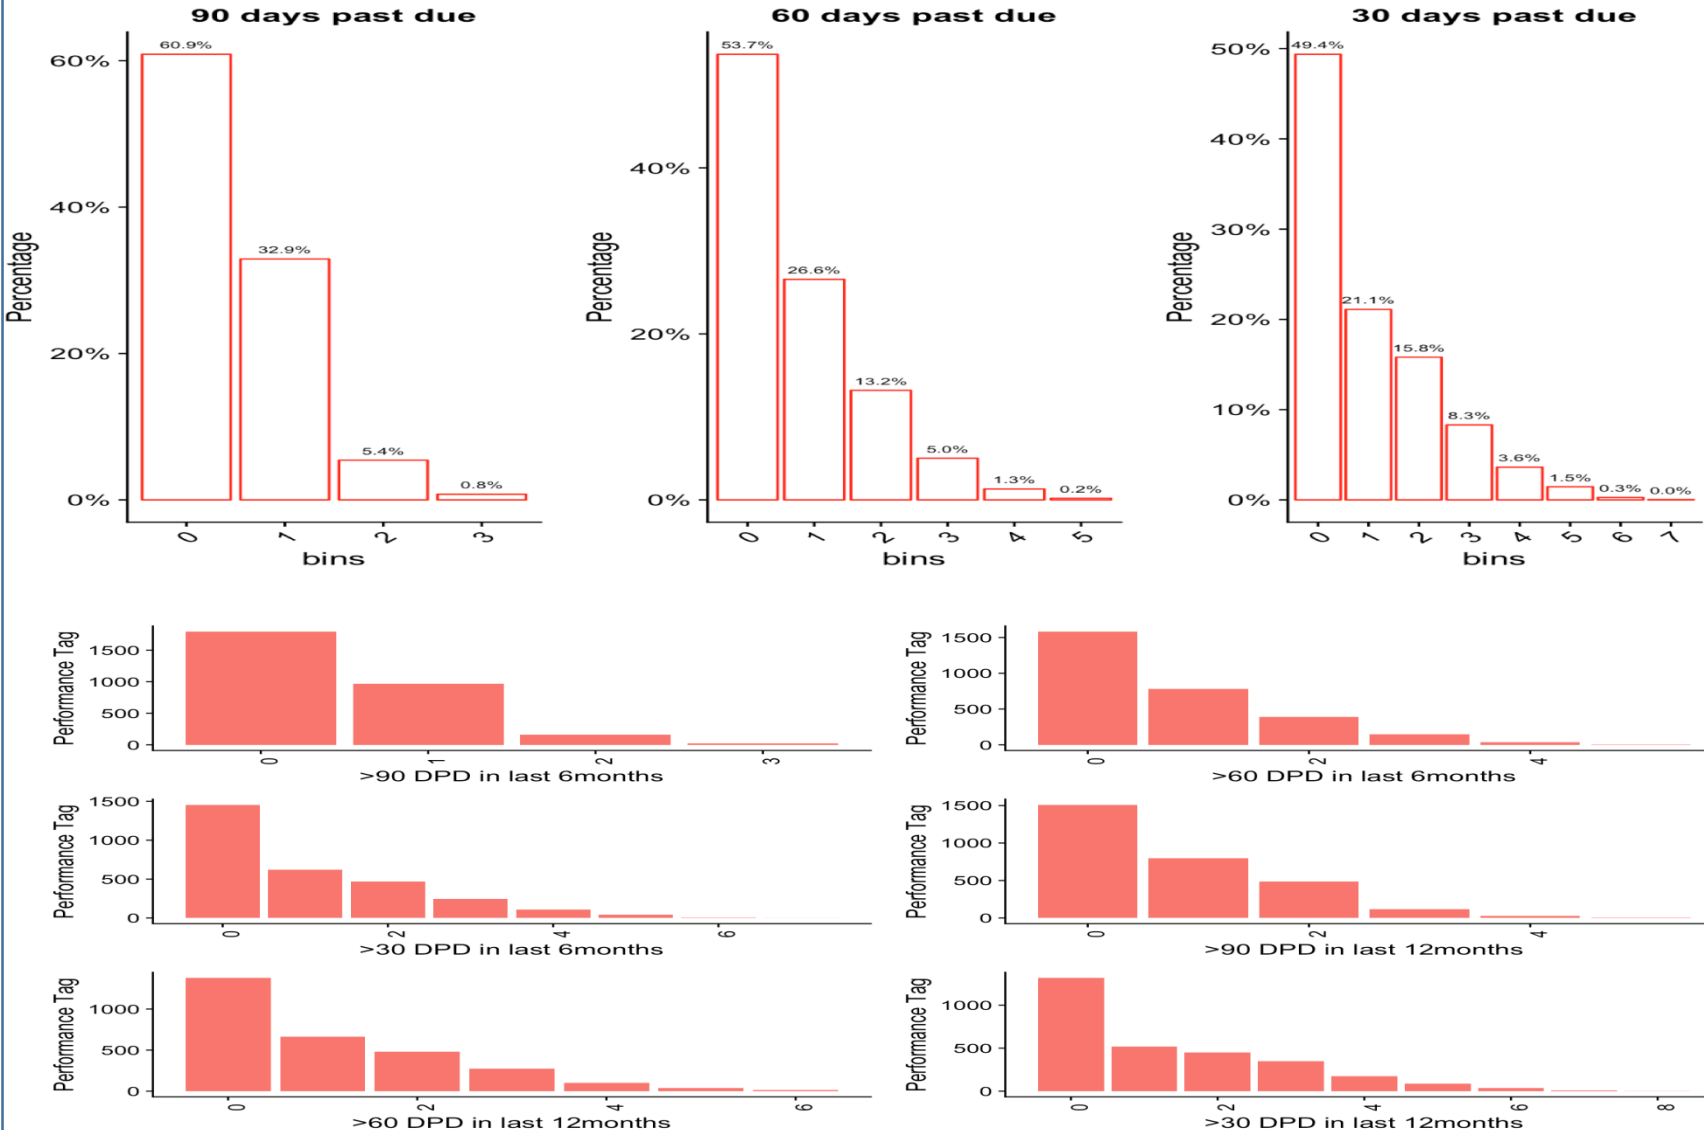 90 days past due
60 days past due
30 days past due
60.9%
53.7%
49.4%
60%
50%
40%
40%
40%
32.9%
30%
26.6%
21.1%
20%
20%
20%
15.8%
13.2%
10%
8.3%
5.4%
5.0%
3.6%
0.8%
1.3%
0.2%
1.5%
0.3%
0.0%
0%
0%
0%
Percentage
Percentage
Percentage
0 1 2 3
0 1 2 3 4 5
0 1 2 3 4 5 6 7
bins
bins
bins
Performance Tag
1500
1000
500
0
0 1 2 3
>90 DPD in last 6months
Performance Tag
1500
1000
500
0
0 2 4
>60 DPD in last 6months
Performance Tag
1500
1000
500
0
0 2 4 6
>30 DPD in last 6months
Performance Tag
1500
1000
500
0
0 2 4
>90 DPD in last 12months
Performance Tag
1000
500
0
0 2 4 6
>60 DPD in last 12months
Performance Tag
1000
500
0
0 2 4 6 8
>30 DPD in last 12months